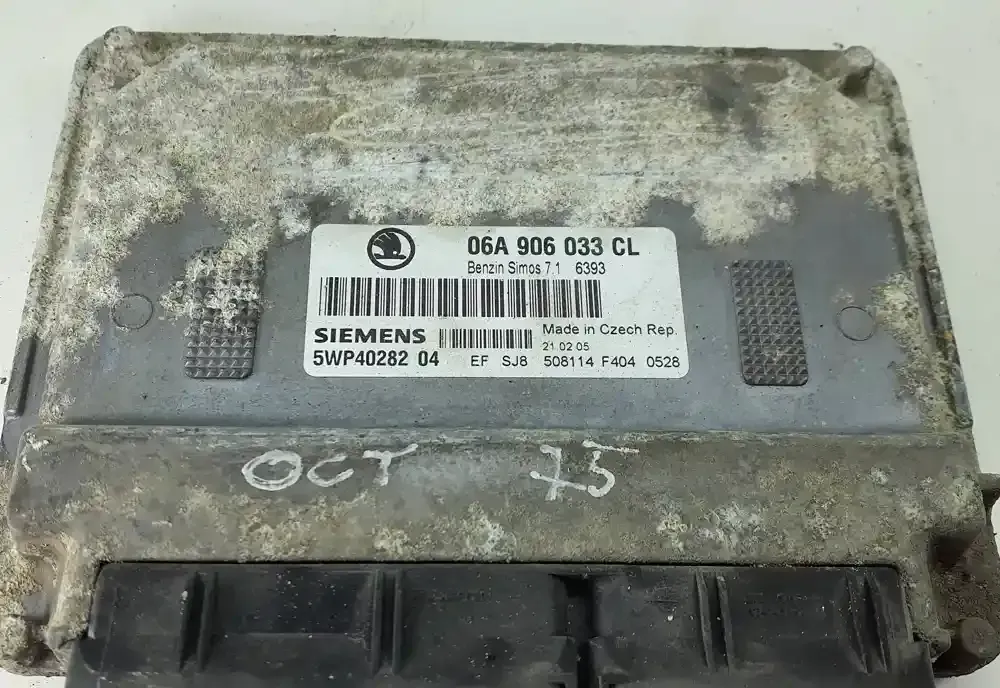 06A 906 033 CL
Benzin Simos 7.1 6393
SIEMENS
Made in Czech Rep.
21 02 05
5WP40282 04
EF SJ8 508114 F404 0528
OCT 75